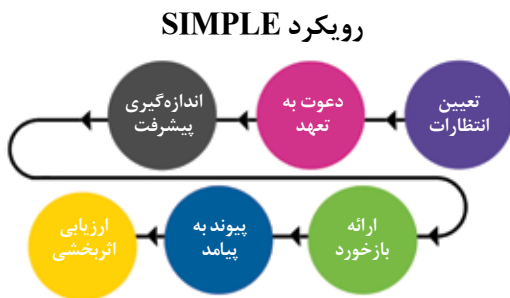 رویکرد SIMPLE
تعیین
انتظارات
دعوت به
تعهد
اندازه‌گیری
پیشرفت
ارائه
بازخورد
پیوند به
پیامد
ارزیابی
اثربخشی